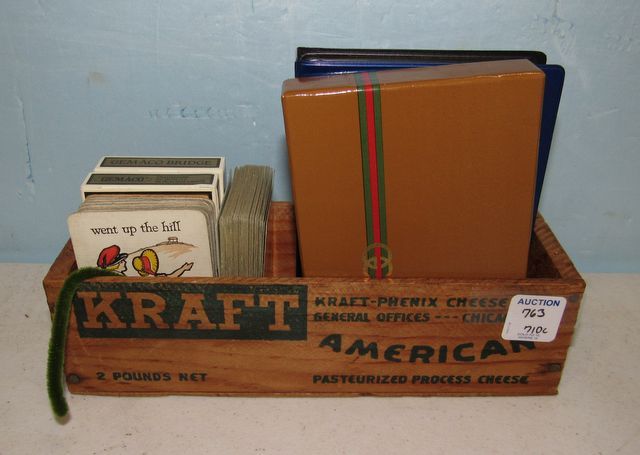 GEMACO BRIDGE
GEMACO
went up the hill
KRAFT
KRAFT-PHENIX CHEESE
GENERAL OFFICES --- CHICA
AMERICAN
2 POUNDS NET
PASTEURIZED PROCESS CHEESE
AUCTION
763
710c